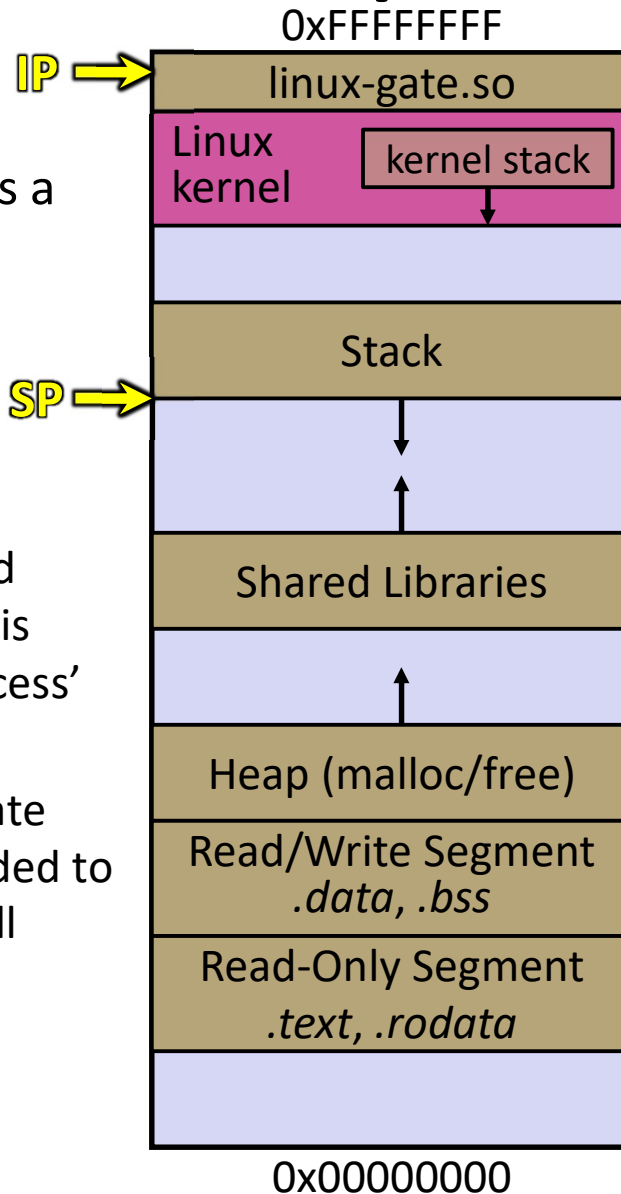 0xFFFFFFFF
IP
linux-gate.so
Linux
kernel
kernel stack
s a
Stack
SP
d
is
cess’
Shared Libraries
Heap (malloc/free)
ate
ded to
ll
Read/Write Segment
.data, .bss
Read-Only Segment
.text, .rodata
0x00000000